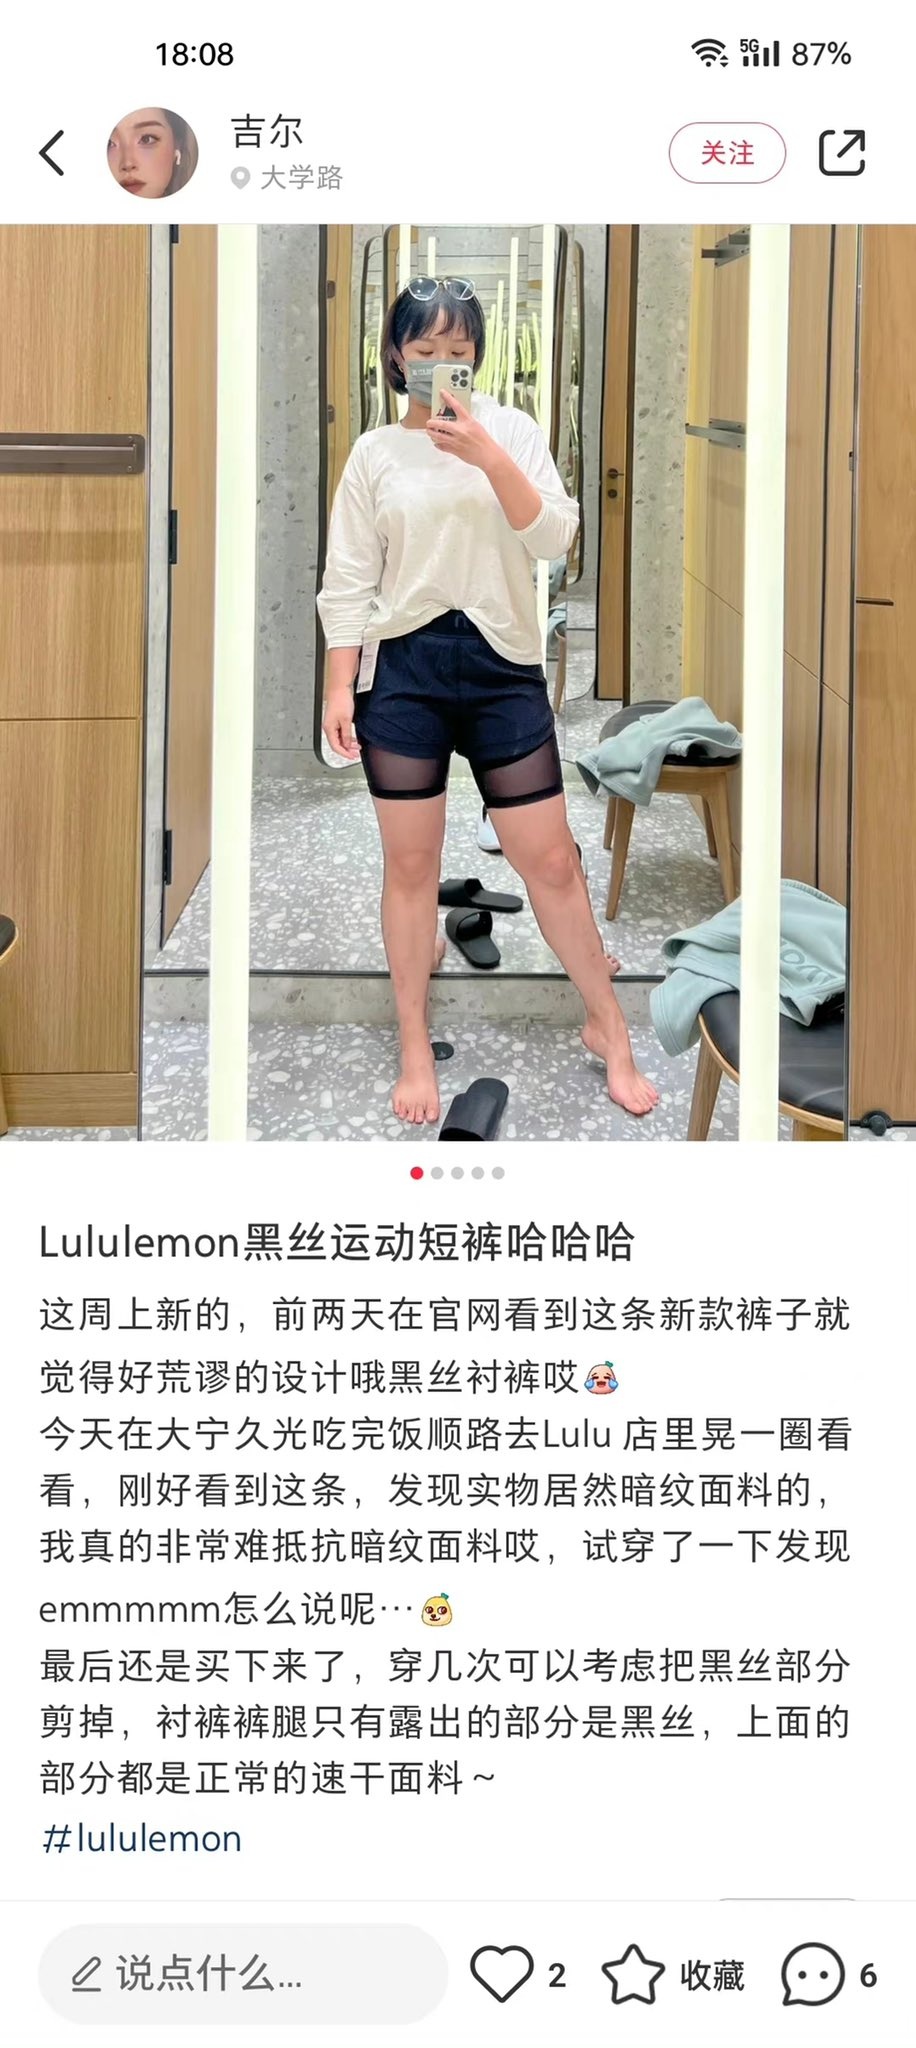 18:08
5G 87%
吉尔
大学路
关注
Lululemon黑丝运动短裤哈哈哈
这周上新的，前两天在官网看到这条新款裤子就
觉得好荒谬的设计哦黑丝衬裤哎
今天在大宁久光吃完饭顺路去Lulu 店里晃一圈看
看，刚好看到这条，发现实物居然暗纹面料的，
我真的非常难抵抗暗纹面料哎，试穿了一下发现
emmmmm怎么说呢…
最后还是买下来了，穿几次可以考虑把黑丝部分
剪掉，衬裤裤腿只有露出的部分是黑丝，上面的
部分都是正常的速干面料～
#lululemon
说点什么...
2
收藏
6